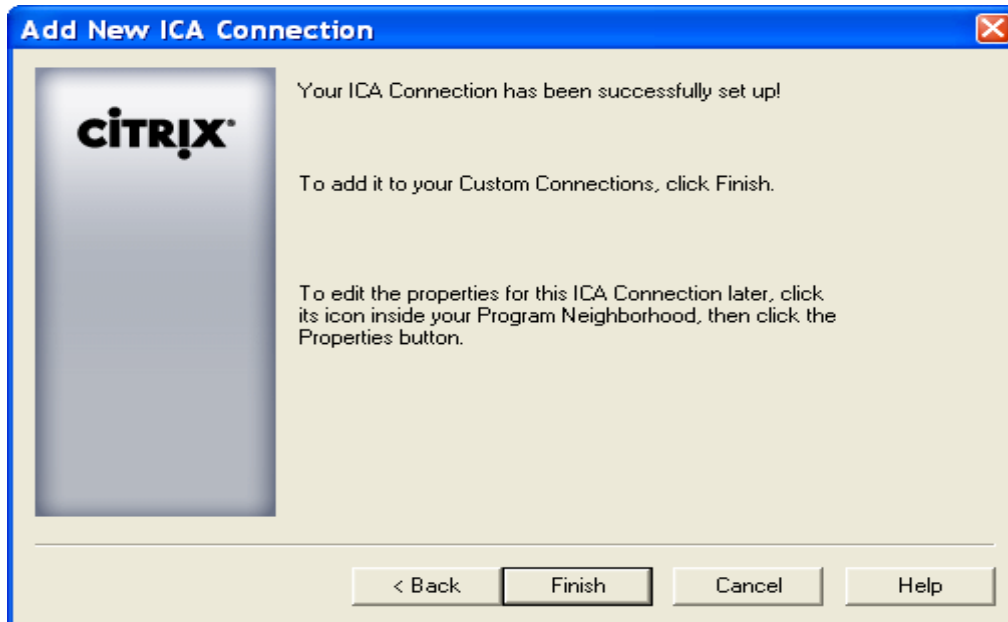 Add New ICA Connection
CİTRIX®
Your ICA Connection has been successfully set up!
To add it to your Custom Connections, click Finish.
To edit the properties for this ICA Connection later, click
its icon inside your Program Neighborhood, then click the
Properties button.
< Back
Finish
Cancel
Help